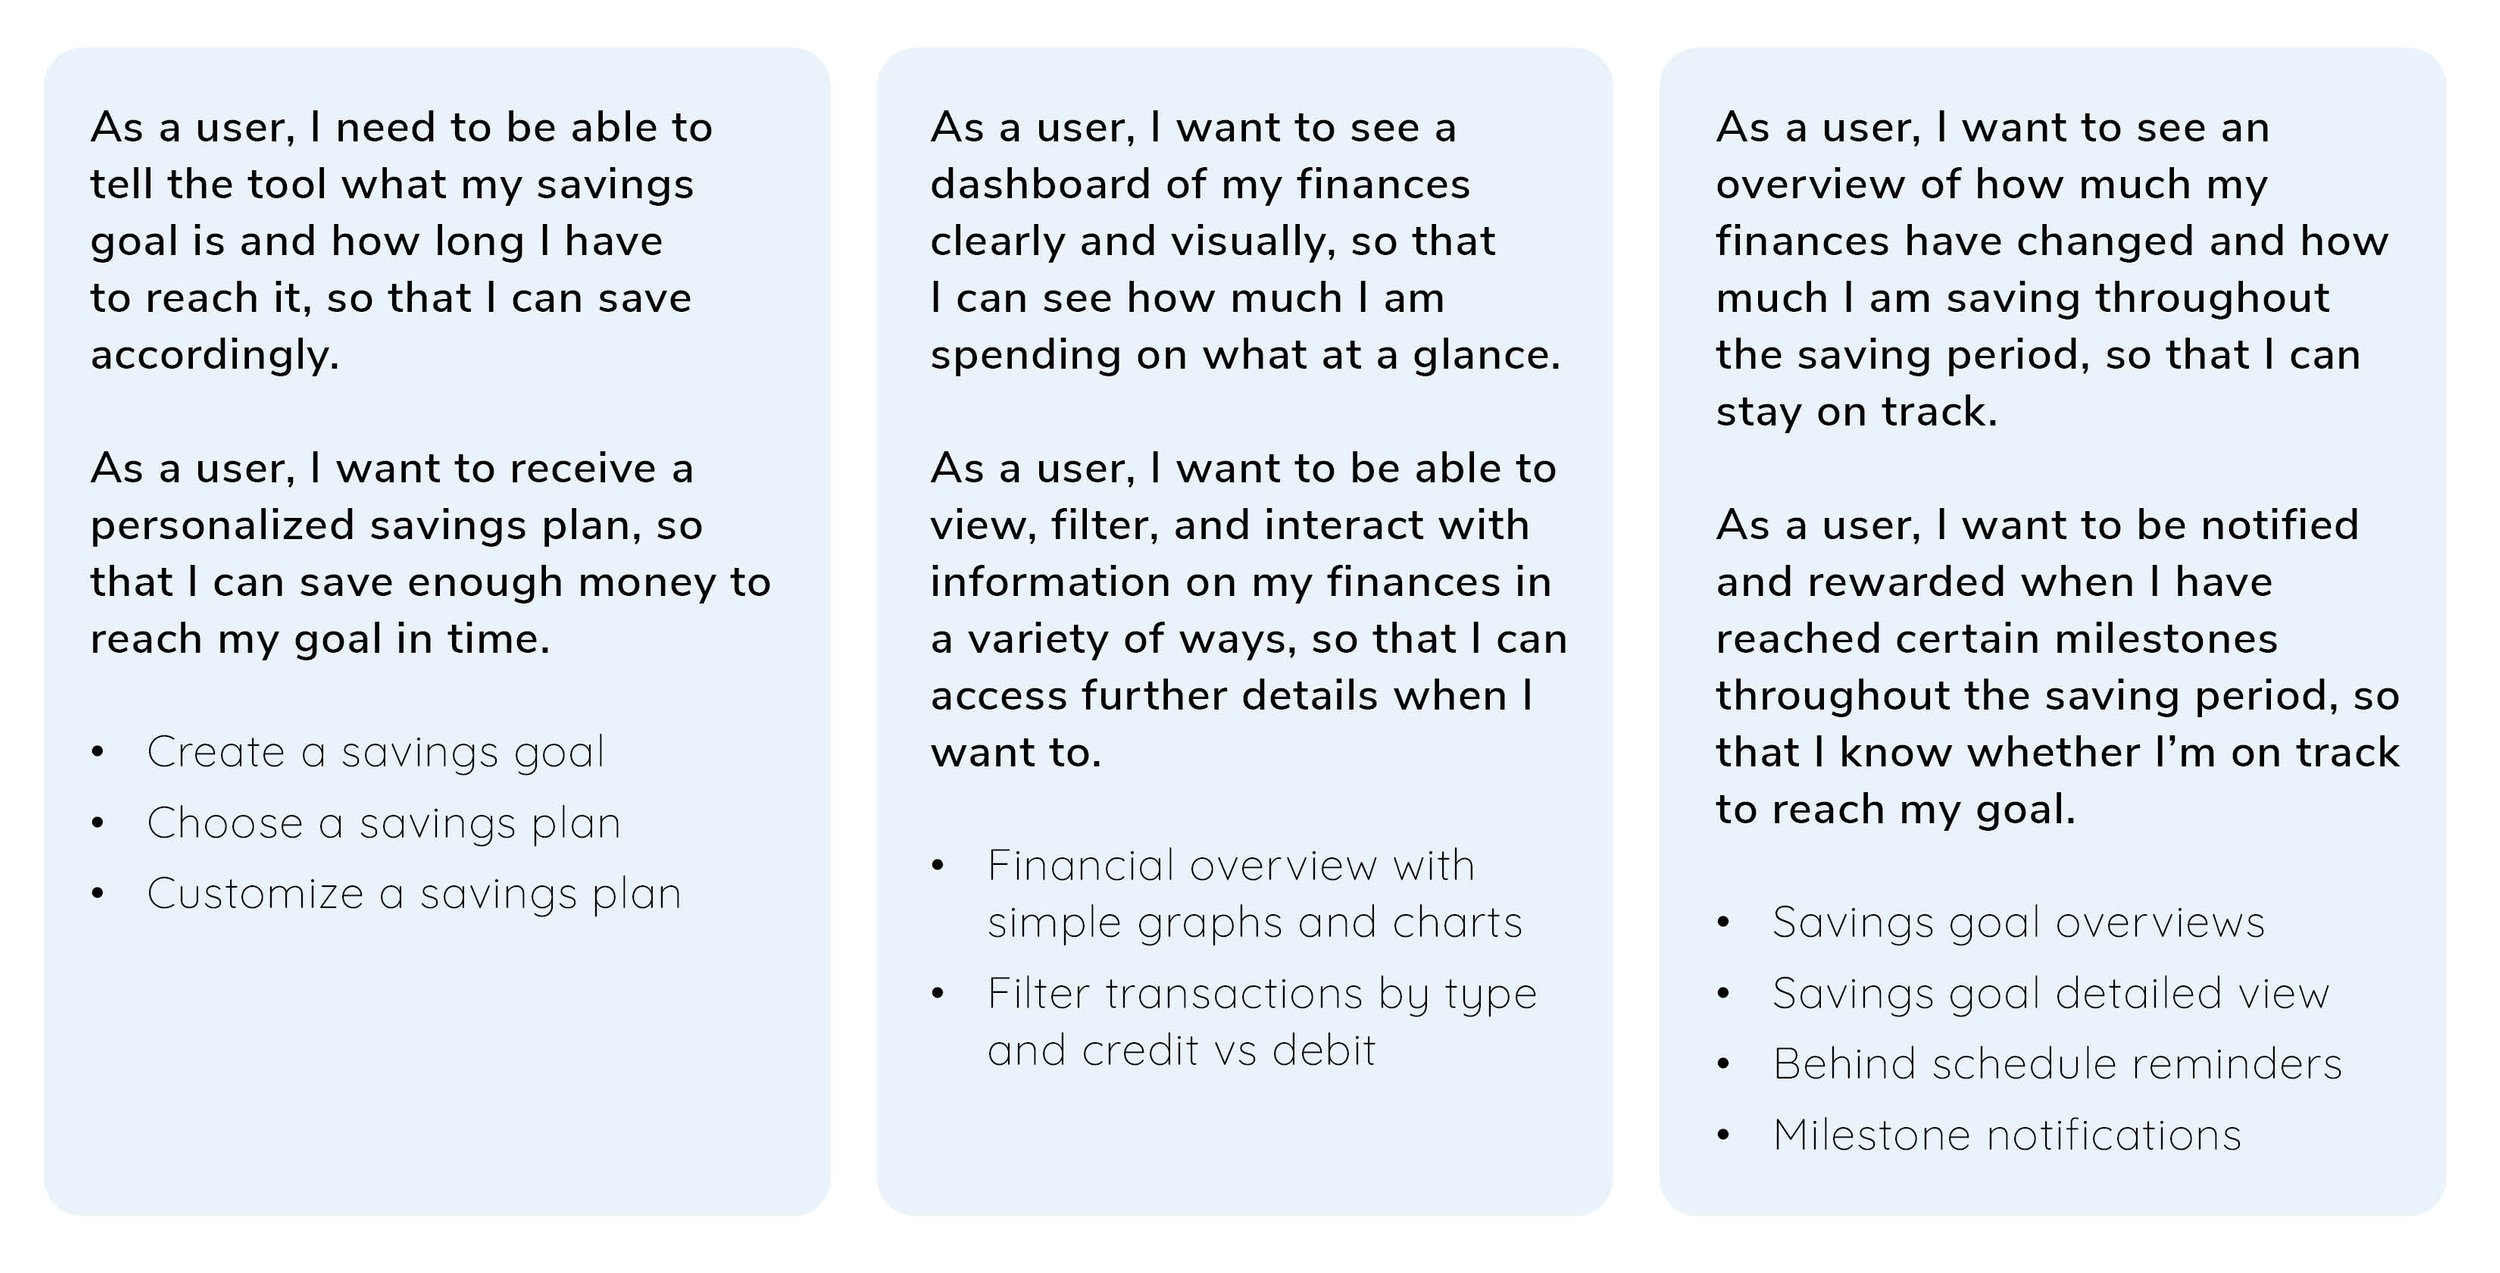 As a user, I need to be able to
tell the tool what my savings
goal is and how long I have
to reach it, so that I can save
accordingly.
As a user, I want to receive a
personalized savings plan, so
that I can save enough money to
reach my goal in time.
• Create a savings goal
• Choose a savings plan
• Customize a savings plan
As a user, I want to see a
dashboard of my finances
clearly and visually, so that
I can see how much I am
spending on what at a glance.
As a user, I want to be able to
view, filter, and interact with
information on my finances in
a variety of ways, so that I can
access further details when I
want to.
• Financial overview with
simple graphs and charts
• Filter transactions by type
and credit vs debit
As a user, I want to see an
overview of how much my
finances have changed and how
much I am saving throughout
the saving period, so that I can
stay on track.
As a user, I want to be notified
and rewarded when I have
reached certain milestones
throughout the saving period, so
that I know whether I’m on track
to reach my goal.
• Savings goal overviews
• Savings goal detailed view
• Behind schedule reminders
• Milestone notifications